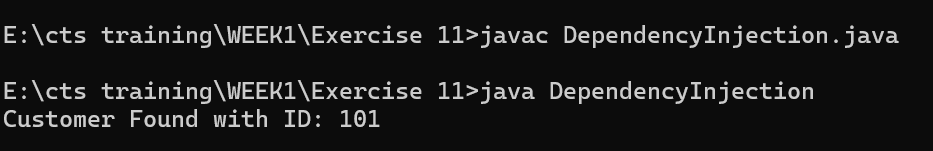 E:\cts training\WEEK1\Exercise 11>javac DependencyInjection.java
E:\cts training\WEEK1\Exercise 11>java DependencyInjection
Customer Found with ID: 101